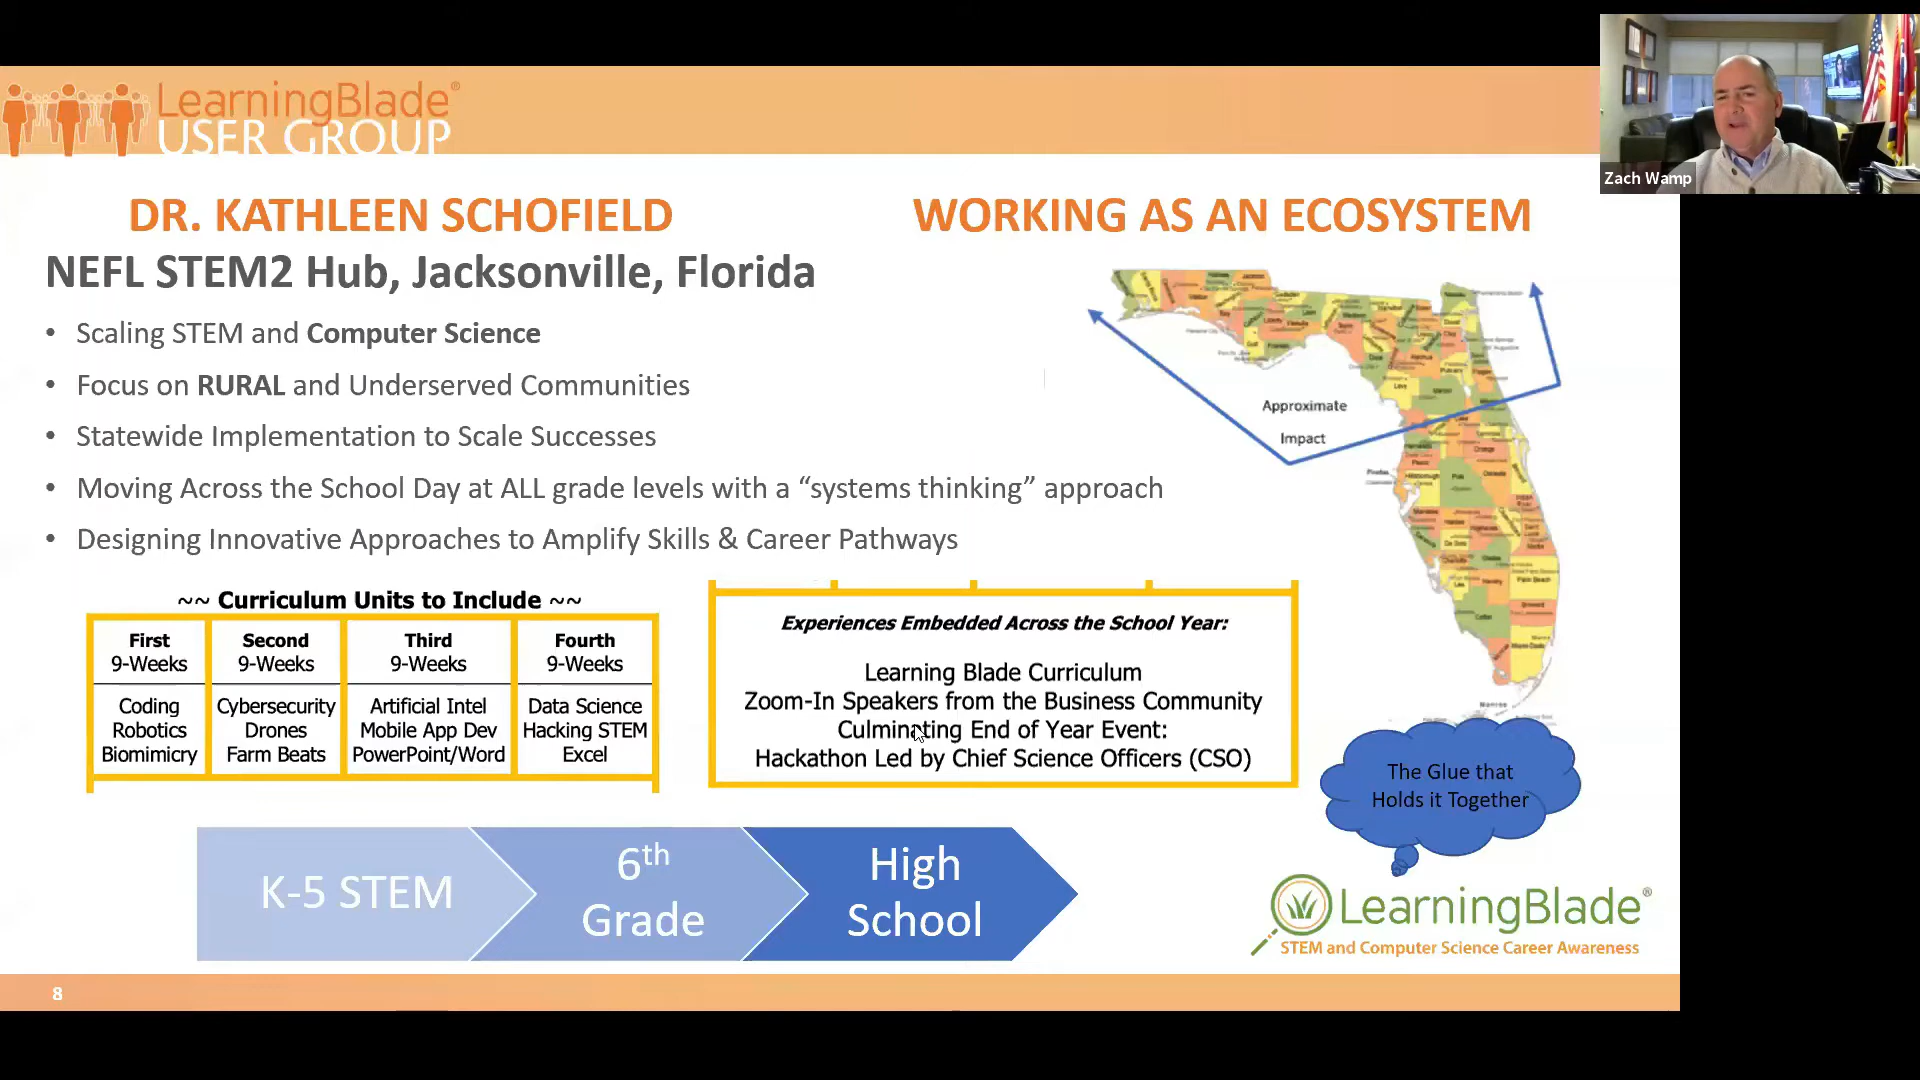 LearningBlade®
USER GROUP
Zach Wamp
DR. KATHLEEN SCHOFIELD
NEFL STEM2 Hub, Jacksonville, Florida
WORKING AS AN ECOSYSTEM
• Scaling STEM and Computer Science
• Focus on RURAL and Underserved Communities
• Statewide Implementation to Scale Successes
• Moving Across the School Day at ALL grade levels with a “systems thinking” approach
• Designing Innovative Approaches to Amplify Skills & Career Pathways
Approximate
Impact
~~ Curriculum Units to Include ~~
First Second Third Fourth
9-Weeks 9-Weeks 9-Weeks 9-Weeks
Coding Cybersecurity Artificial Intel Data Science
Robotics Drones Mobile App Dev Hacking STEM
Biomimicry Farm Beats PowerPoint/Word Excel
Experiences Embedded Across the School Year:
Learning Blade Curriculum
Zoom-In Speakers from the Business Community
Culminating End of Year Event:
Hackathon Led by Chief Science Officers (CSO)
The Glue that
Holds it Together
K-5 STEM
6th
Grade
High
School
LearningBlade®
STEM and Computer Science Career Awareness
8